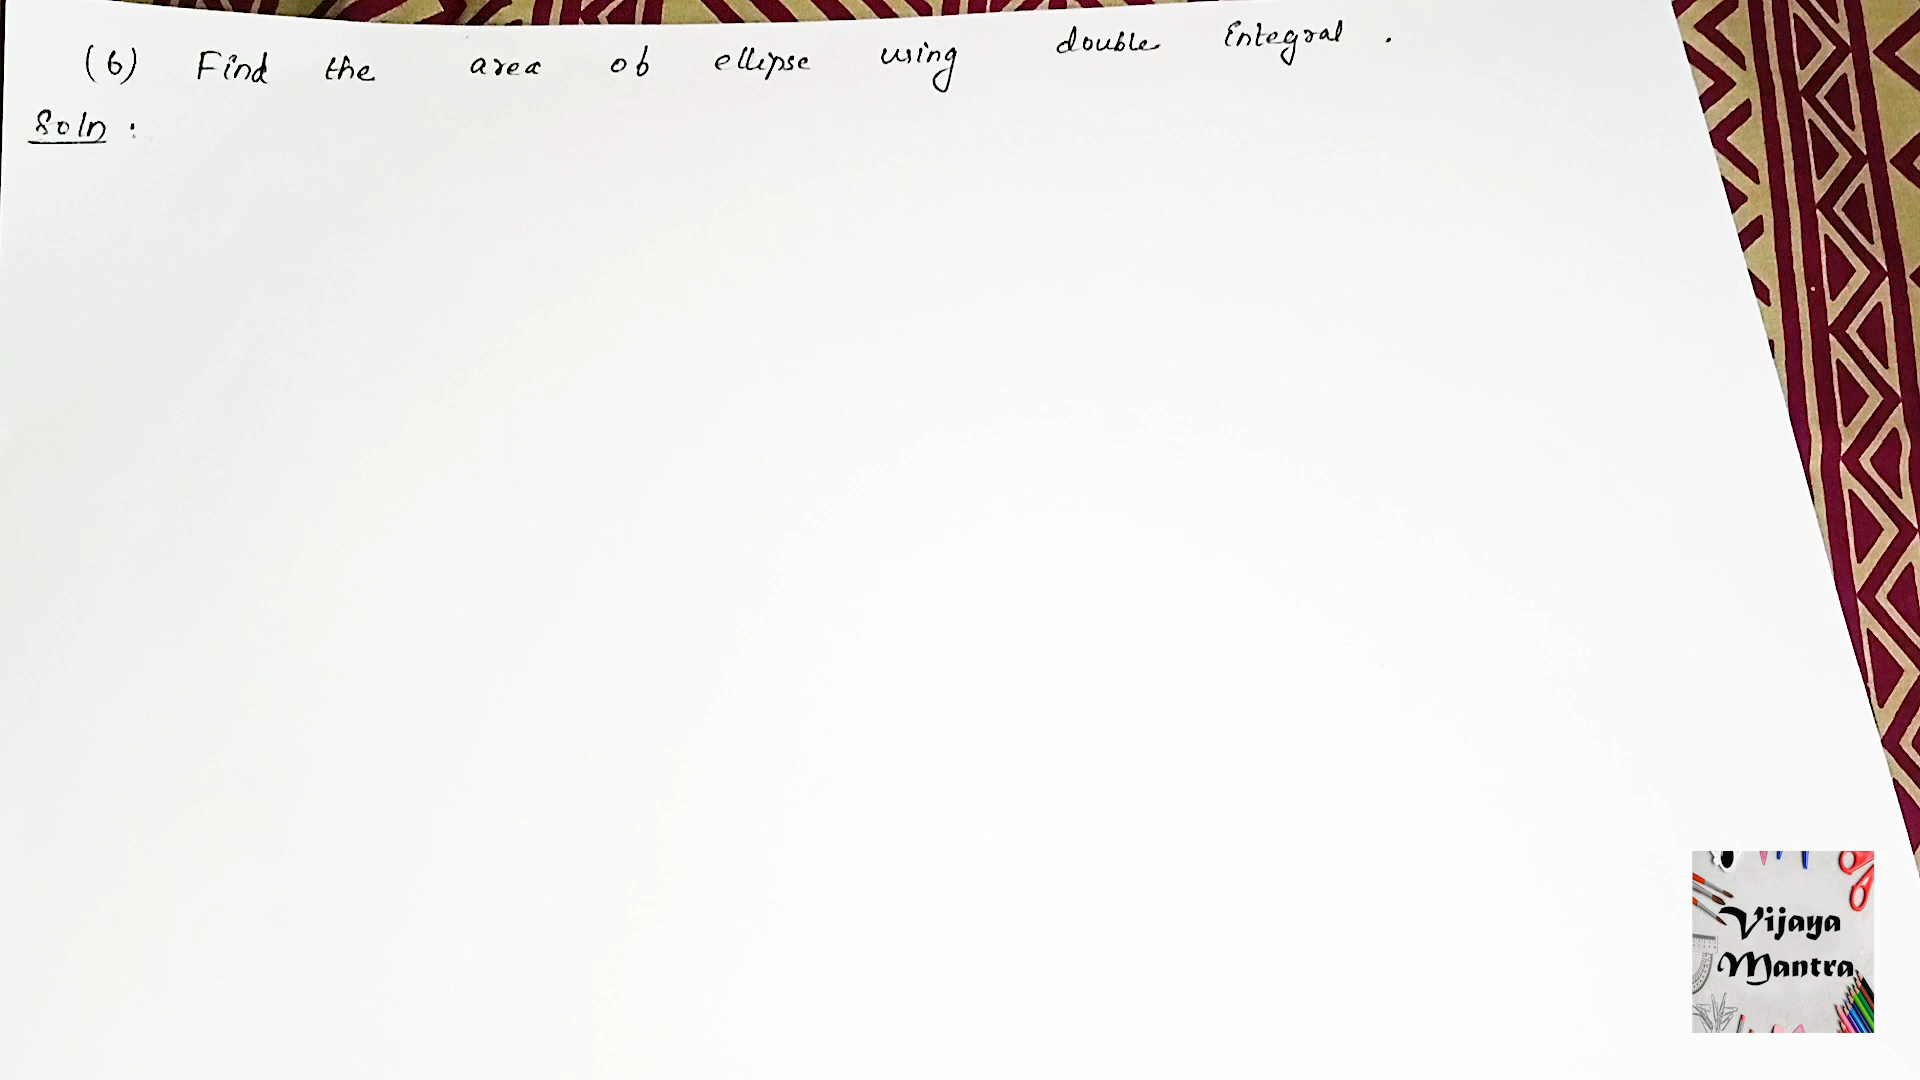 (6) Find the area of ellipse using double integral .
Soln :
Vijaya
Mantra